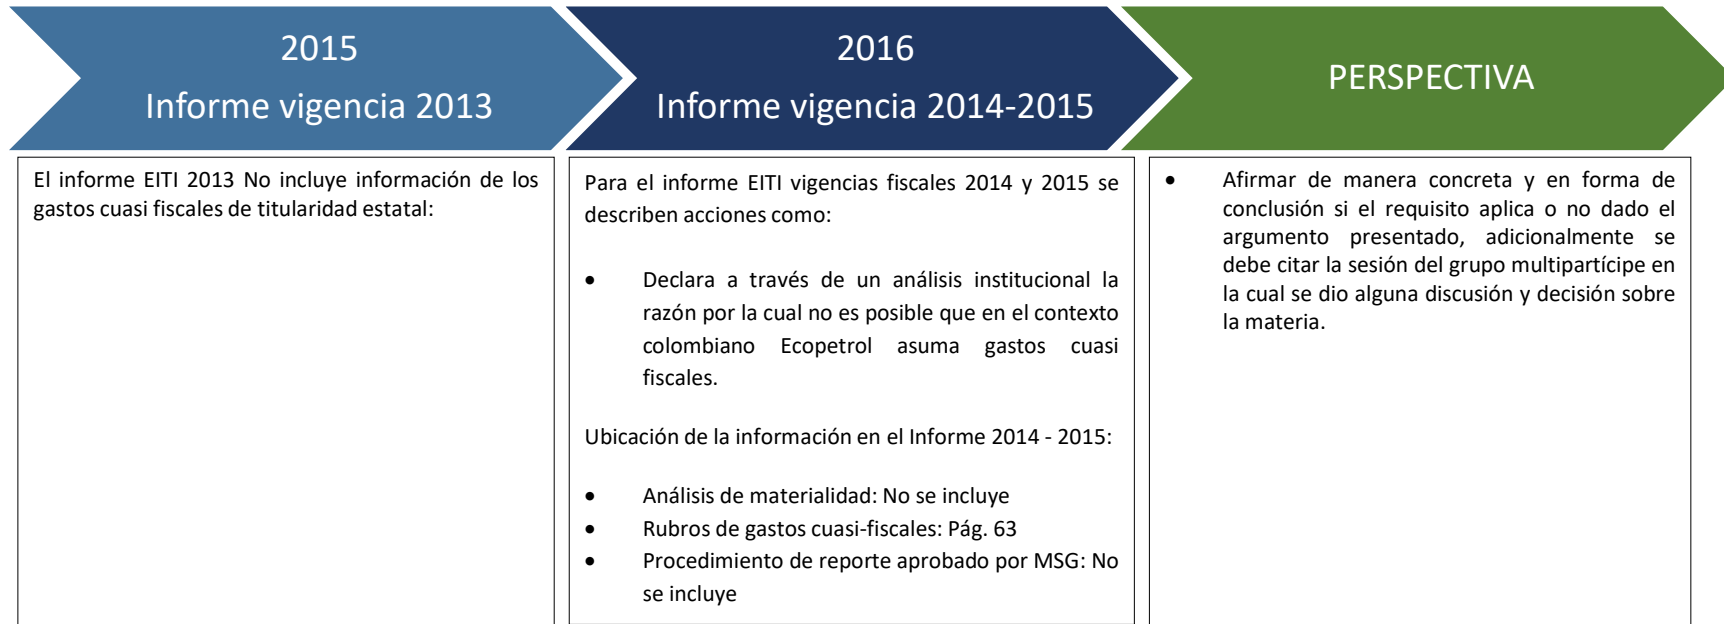 2015
Informe vigencia 2013
2016
Informe vigencia 2014-2015
PERSPECTIVA
El informe EITI 2013 No incluye información de los
gastos cuasi fiscales de titularidad estatal:
Para el informe EITI vigencias fiscales 2014 y 2015 se
describen acciones como:
• Declara a través de un análisis institucional la
razón por la cual no es posible que en el contexto
colombiano Ecopetrol asuma gastos cuasi
fiscales.
Ubicación de la información en el Informe 2014 - 2015:
• Análisis de materialidad: No se incluye
• Rubros de gastos cuasi-fiscales: Pág. 63
• Procedimiento de reporte aprobado por MSG: No
se incluye
• Afirmar de manera concreta y en forma de
conclusión si el requisito aplica o no dado el
argumento presentado, adicionalmente se
debe citar la sesión del grupo multipartícipe en
la cual se dio alguna discusión y decisión sobre
la materia.